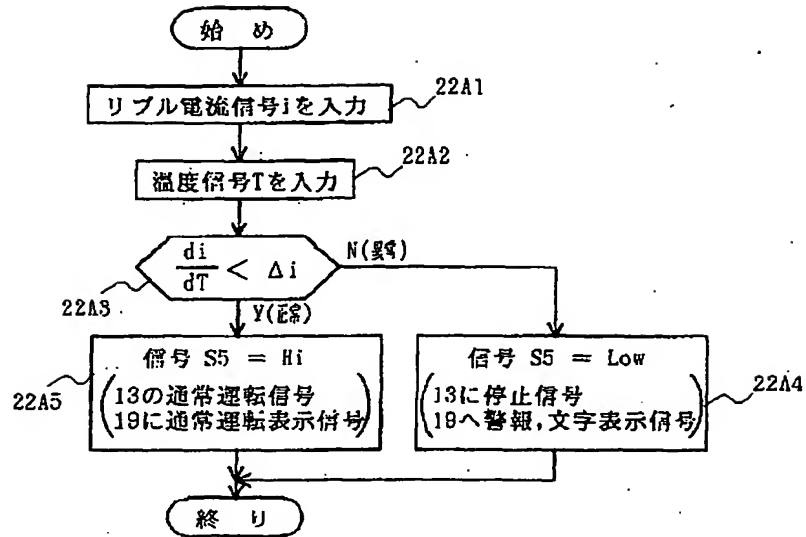 始め
リプル電流信号iを入力
22A1
温度信号Tを入力
22A2
di
dT
< Δi
N(異常)
22A3
Y(正常)
信号 S5 = Hi
13の通常運転信号
19に通常運転表示信号
22A5
信号 S5 = Low
13に停止信号
19へ警報,文字表示信号
22A4
終り